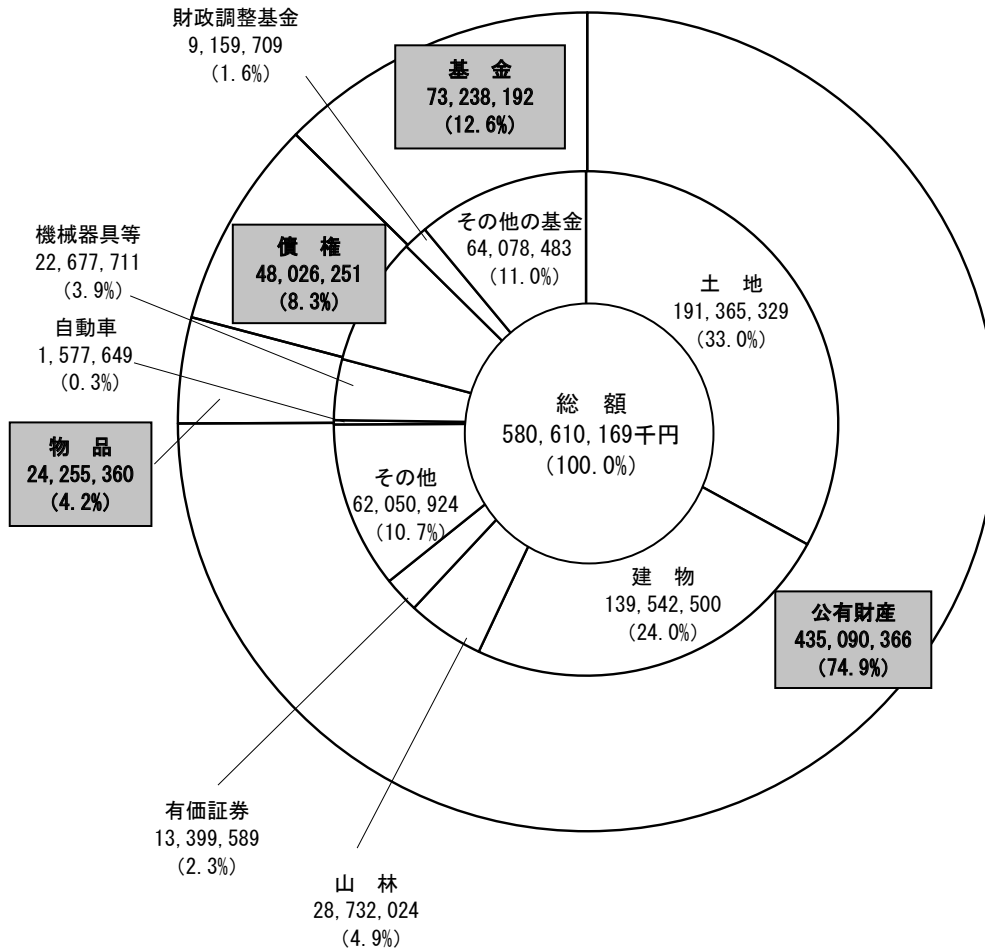 財政調整基金
9,159,709
(1.6%)
基　金
73,238,192
(12.6%)
その他の基金
64,078,483
(11.0%)
債　権
48,026,251
(8.3%)
機械器具等
22,677,711
(3.9%)
自動車
1,577,649
(0.3%)
物　品
24,255,360
(4.2%)
土　地
191,365,329
(33.0%)
総　額
580,610,169千円
(100.0%)
その他
62,050,924
(10.7%)
建　物
139,542,500
(24.0%)
公有財産
435,090,366
(74.9%)
有価証券
13,399,589
(2.3%)
山　林
28,732,024
(4.9%)